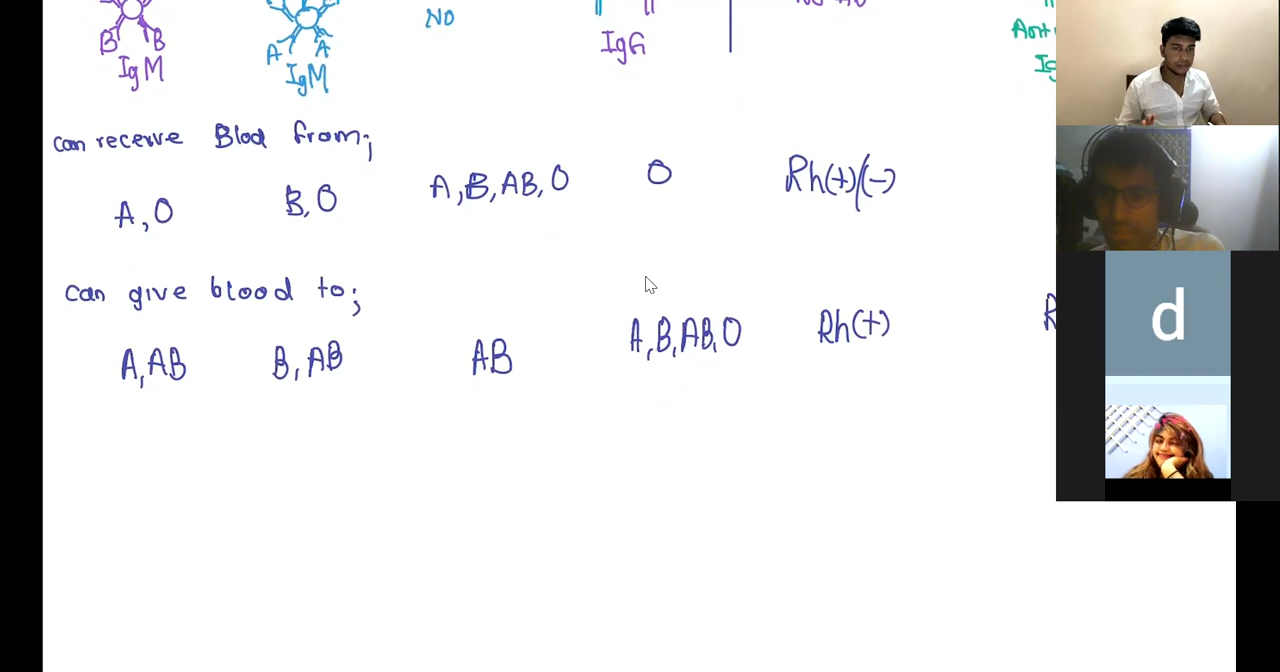 B B A A NO
IgM IgM IgG
Can receive Blod from;
A, O B, O A, B, AB, O O Rh(+)/(-)
Can give blood to;
A, AB B, AB AB A, B, AB, O Rh(+)
d